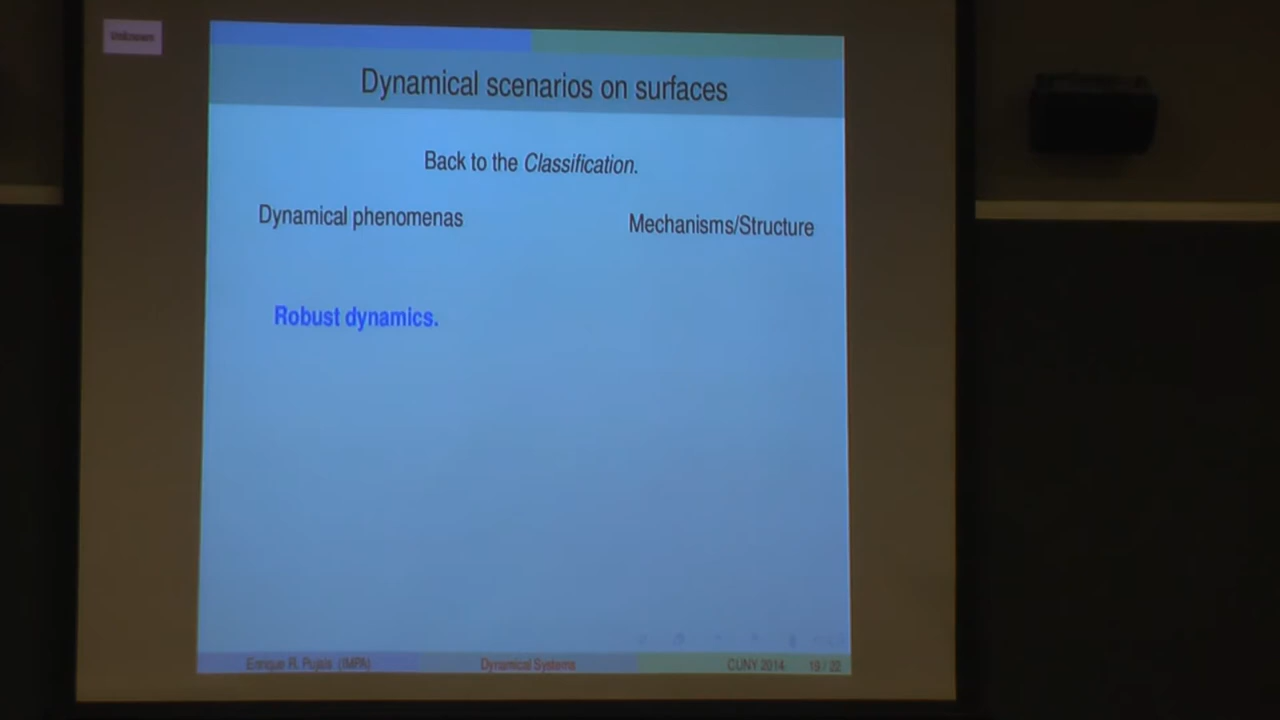 Unknown
Dynamical scenarios on surfaces
Back to the Classification.
Dynamical phenomenas Mechanisms/Structure
Robust dynamics.
Enrique R. Pujals (IMPA) Dynamical Systems CUNY 2014 19 / 22